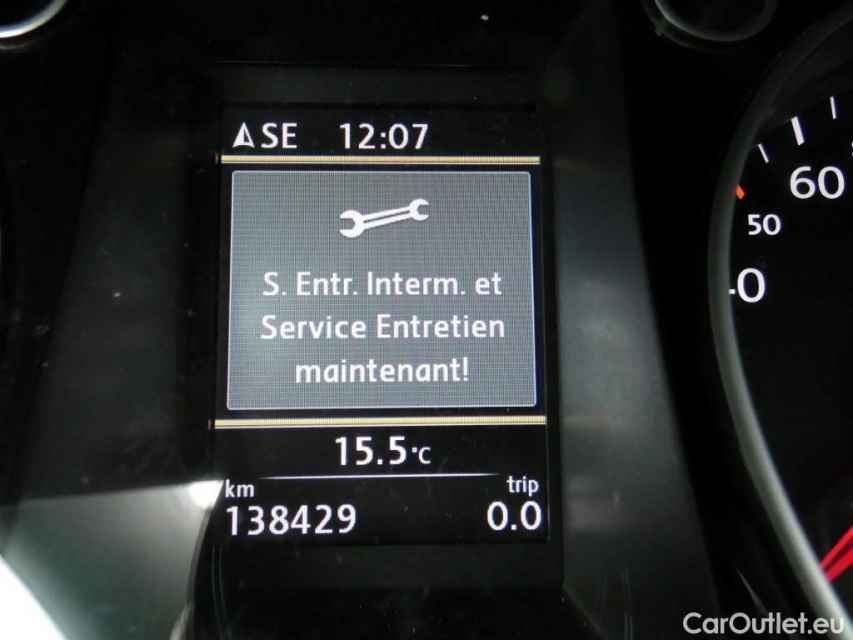 SE 12:07
S. Entr. Interm. et
Service Entretien
maintenant!
15.5°C
km trip
138429 0.0
60
50
CarOutlet.eu